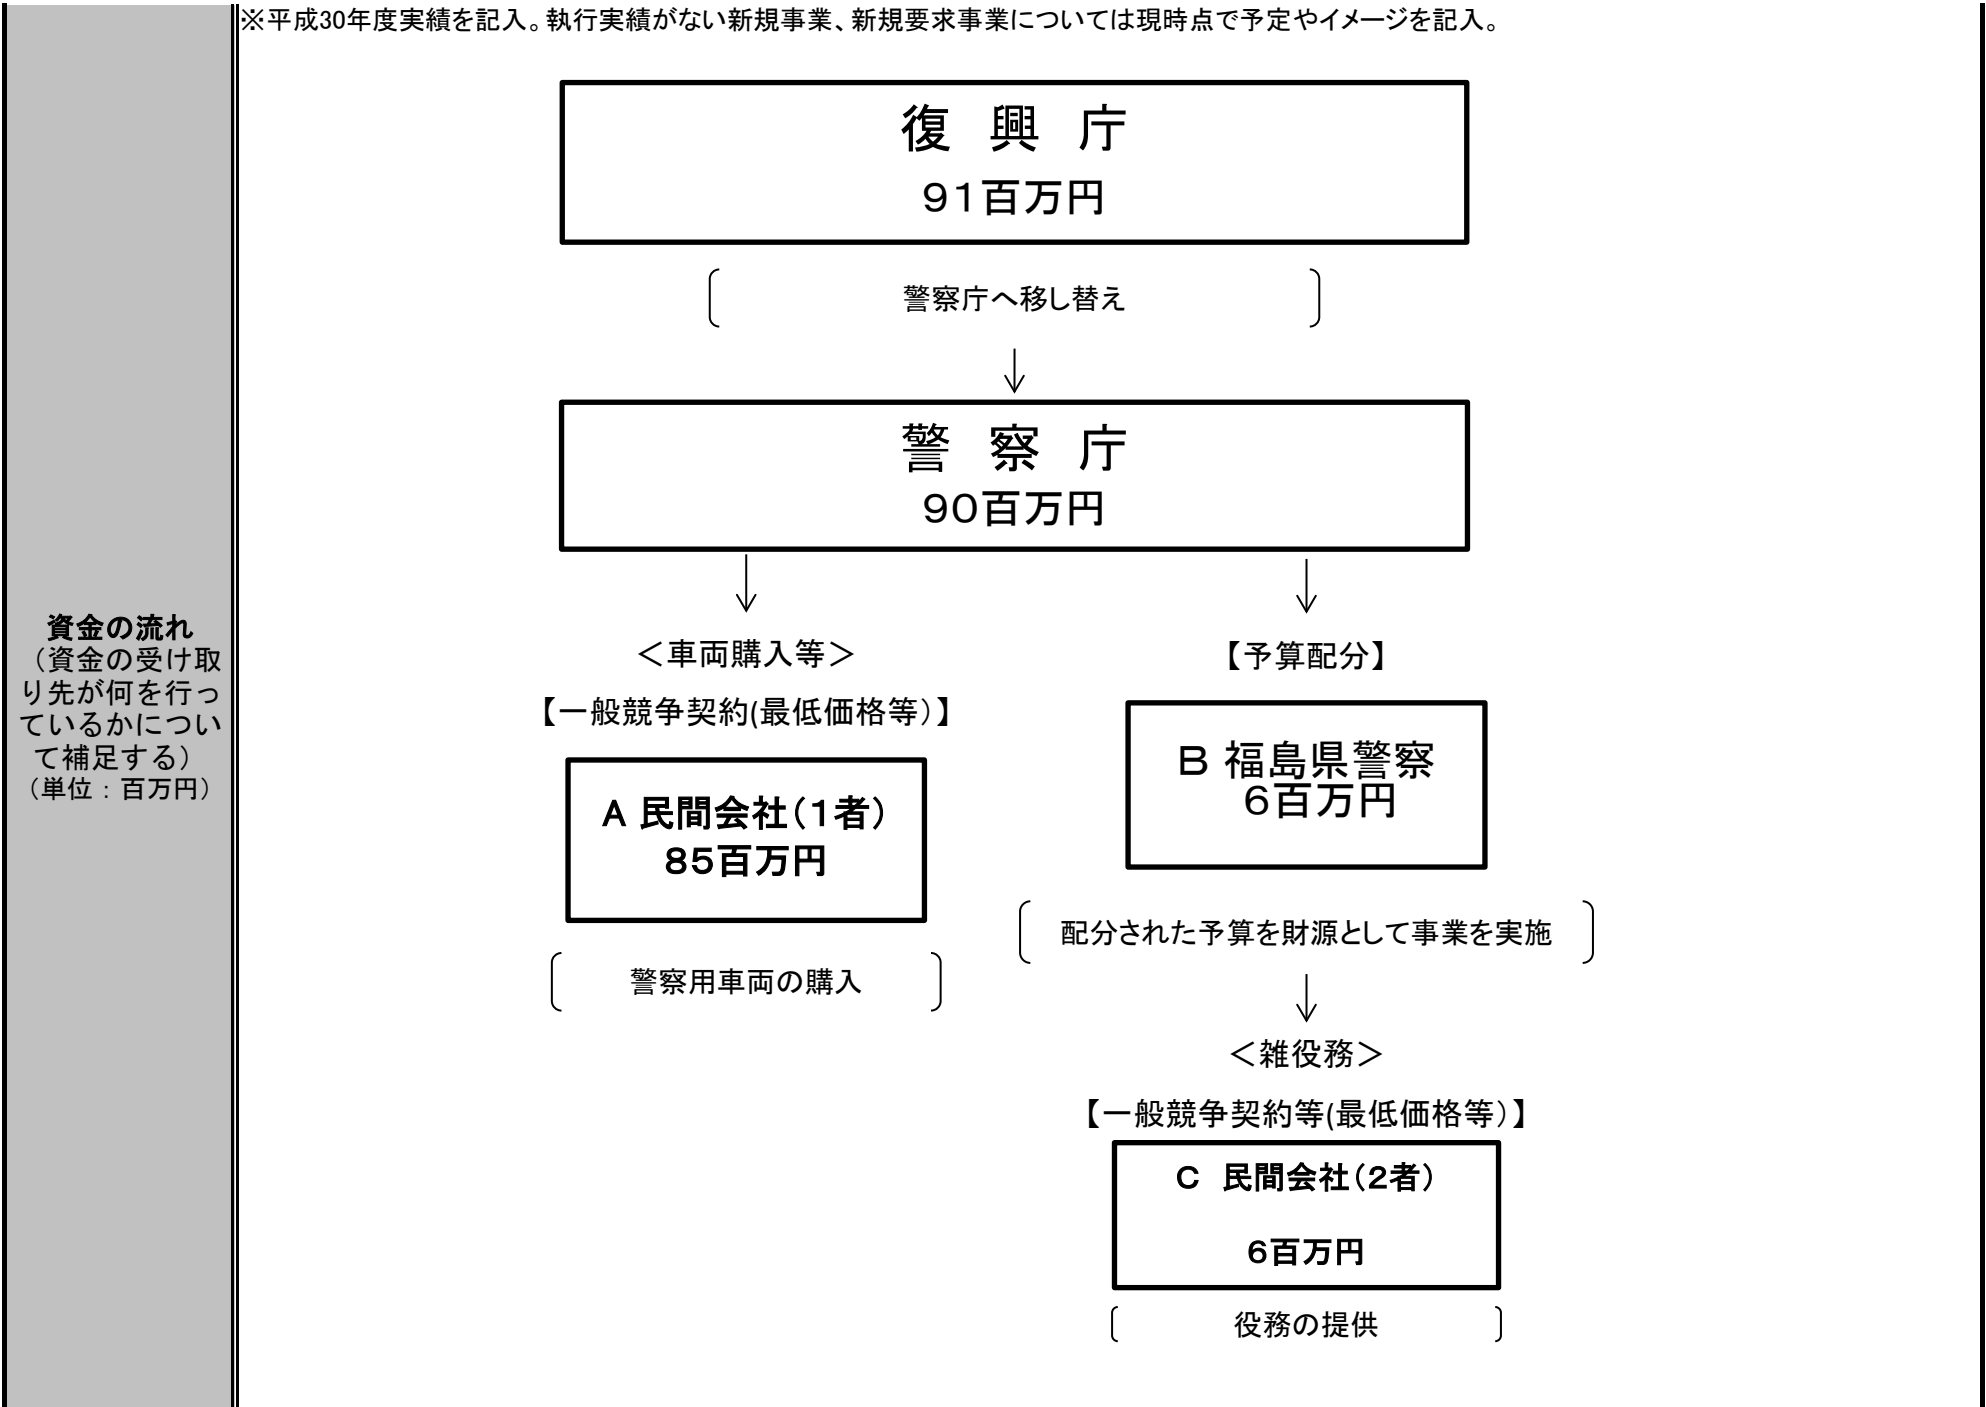 ※平成30年度実績を記入。執行実績がない新規事業、新規要求事業については現時点で予定やイメージを記入。
資金の流れ
（資金の受け取
り先が何を行っ
ているかについ
て補足する）
（単位：百万円）
復　興　庁
９１百万円
警察庁へ移し替え
警　察　庁
９０百万円
＜車両購入等＞
【一般競争契約(最低価格等）】
Ａ 民間会社（１者）
８５百万円
警察用車両の購入
【予算配分】
Ｂ 福島県警察
６百万円
配分された予算を財源として事業を実施
＜雑役務＞
【一般競争契約等(最低価格等）】
Ｃ　民間会社（２者）
６百万円
役務の提供